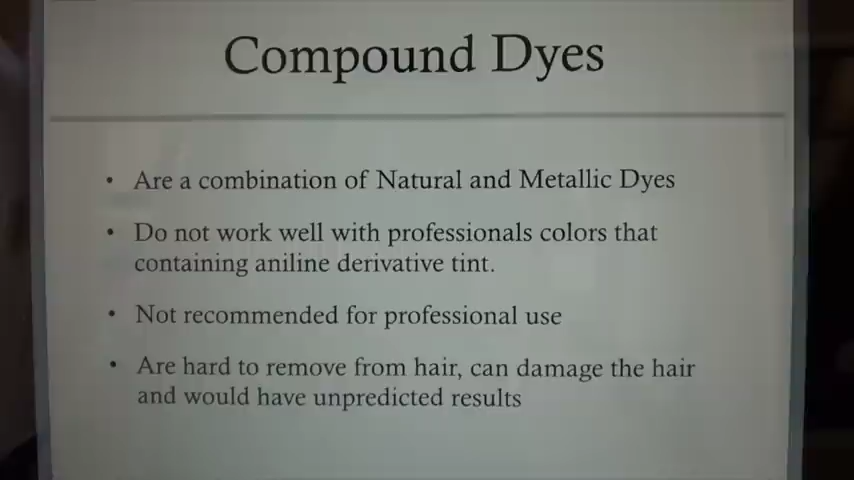 Compound Dyes
• Are a combination of Natural and Metallic Dyes
• Do not work well with professionals colors that
containing aniline derivative tint.
• Not recommended for professional use
• Are hard to remove from hair, can damage the hair
and would have unpredicted results